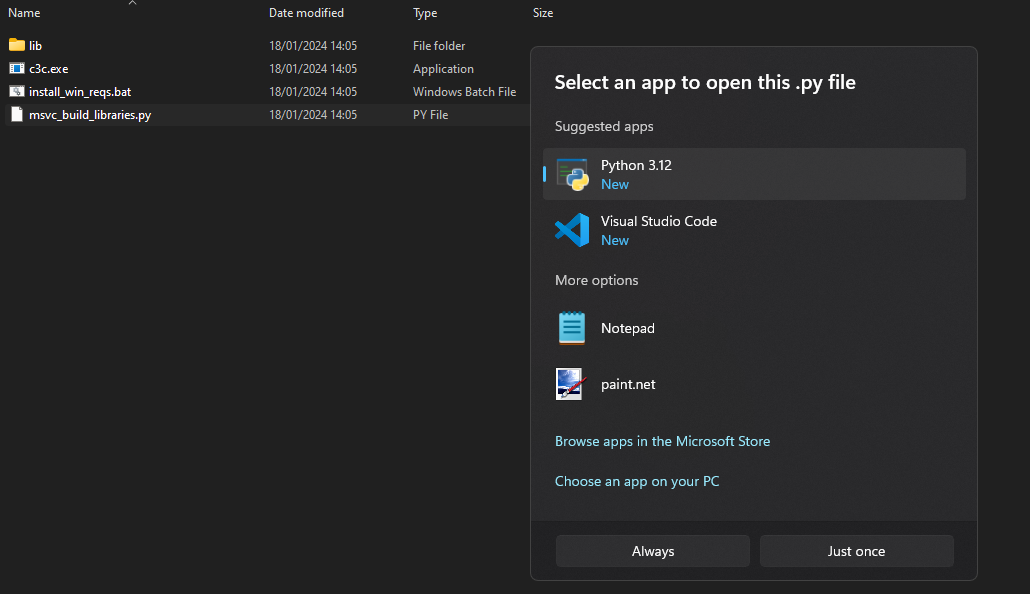 Name Date modified Type Size
lib 18/01/2024 14:05 File folder
c3c.exe 18/01/2024 14:05 Application
install_win_reqs.bat 18/01/2024 14:05 Windows Batch File
msvc_build_libraries.py 18/01/2024 14:05 PY File
Select an app to open this .py file
Suggested apps
Python 3.12
New
Visual Studio Code
New
More options
Notepad
paint.net
Browse apps in the Microsoft Store
Choose an app on your PC
Always Just once